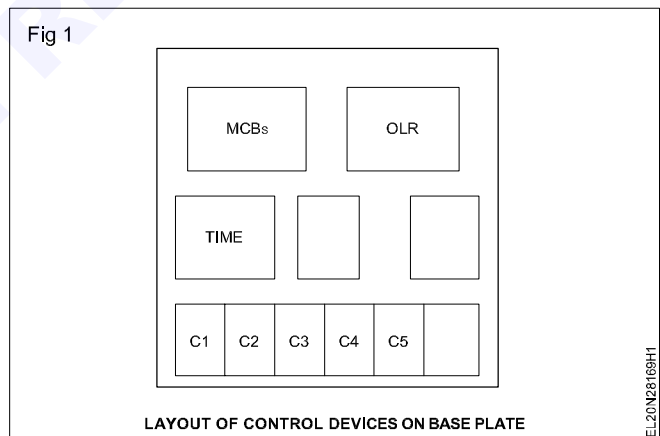 Fig 1
MCBs
OLR
TIME
C1 C2 C3 C4 C5
LAYOUT OF CONTROL DEVICES ON BASE PLATE
EL20N28169H1